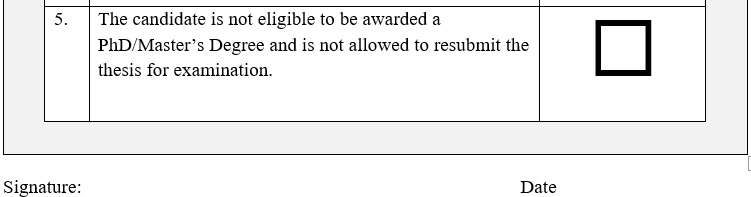 5. The candidate is not eligible to be awarded a
PhD/Master’s Degree and is not allowed to resubmit the
thesis for examination.
Signature: Date